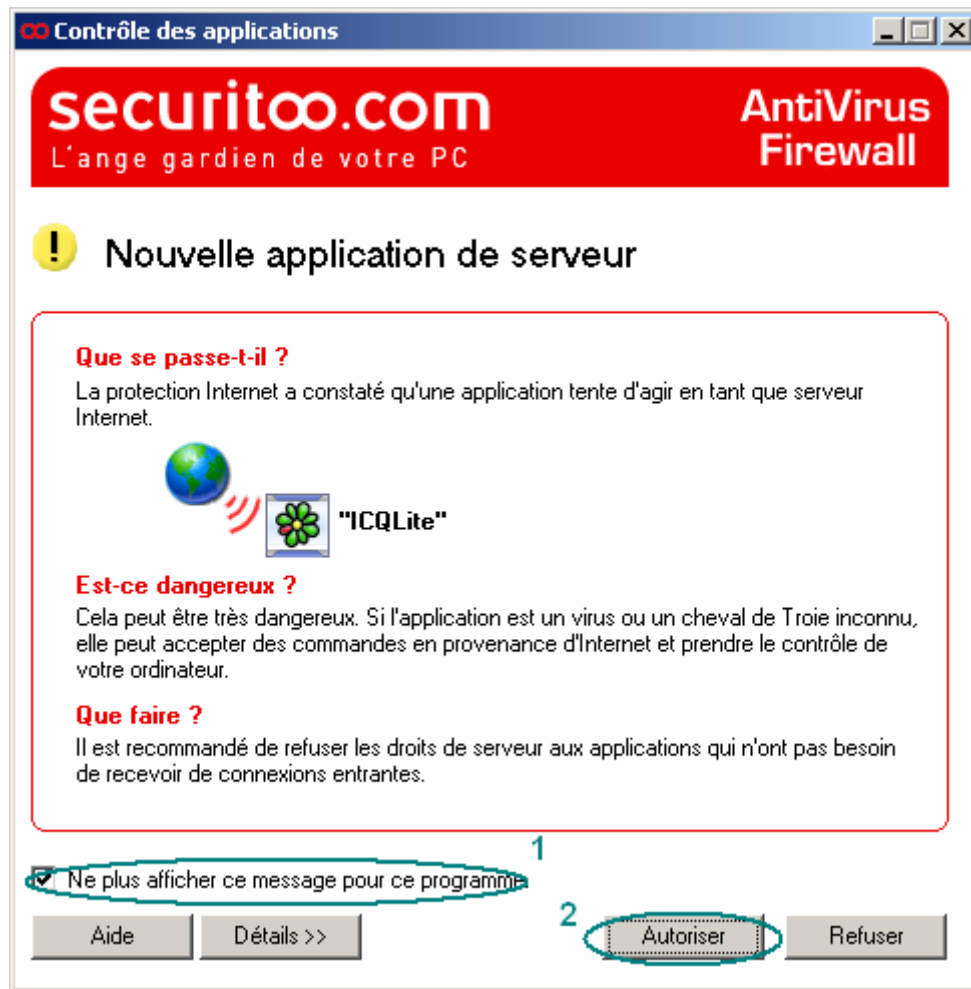 Contrôle des applications
securitoo.com
L'ange gardien de votre PC
AntiVirus
Firewall
! Nouvelle application de serveur
Que se passe-t-il ?
La protection Internet a constaté qu'une application tente d'agir en tant que serveur
Internet.
"ICQLite"
Est-ce dangereux ?
Cela peut être très dangereux. Si l'application est un virus ou un cheval de Troie inconnu,
elle peut accepter des commandes en provenance d'Internet et prendre le contrôle de
votre ordinateur.
Que faire ?
Il est recommandé de refuser les droits de serveur aux applications qui n'ont pas besoin
de recevoir de connexions entrantes.
1
Ne plus afficher ce message pour ce programme
Aide
Détails >>
2
Autoriser
Refuser